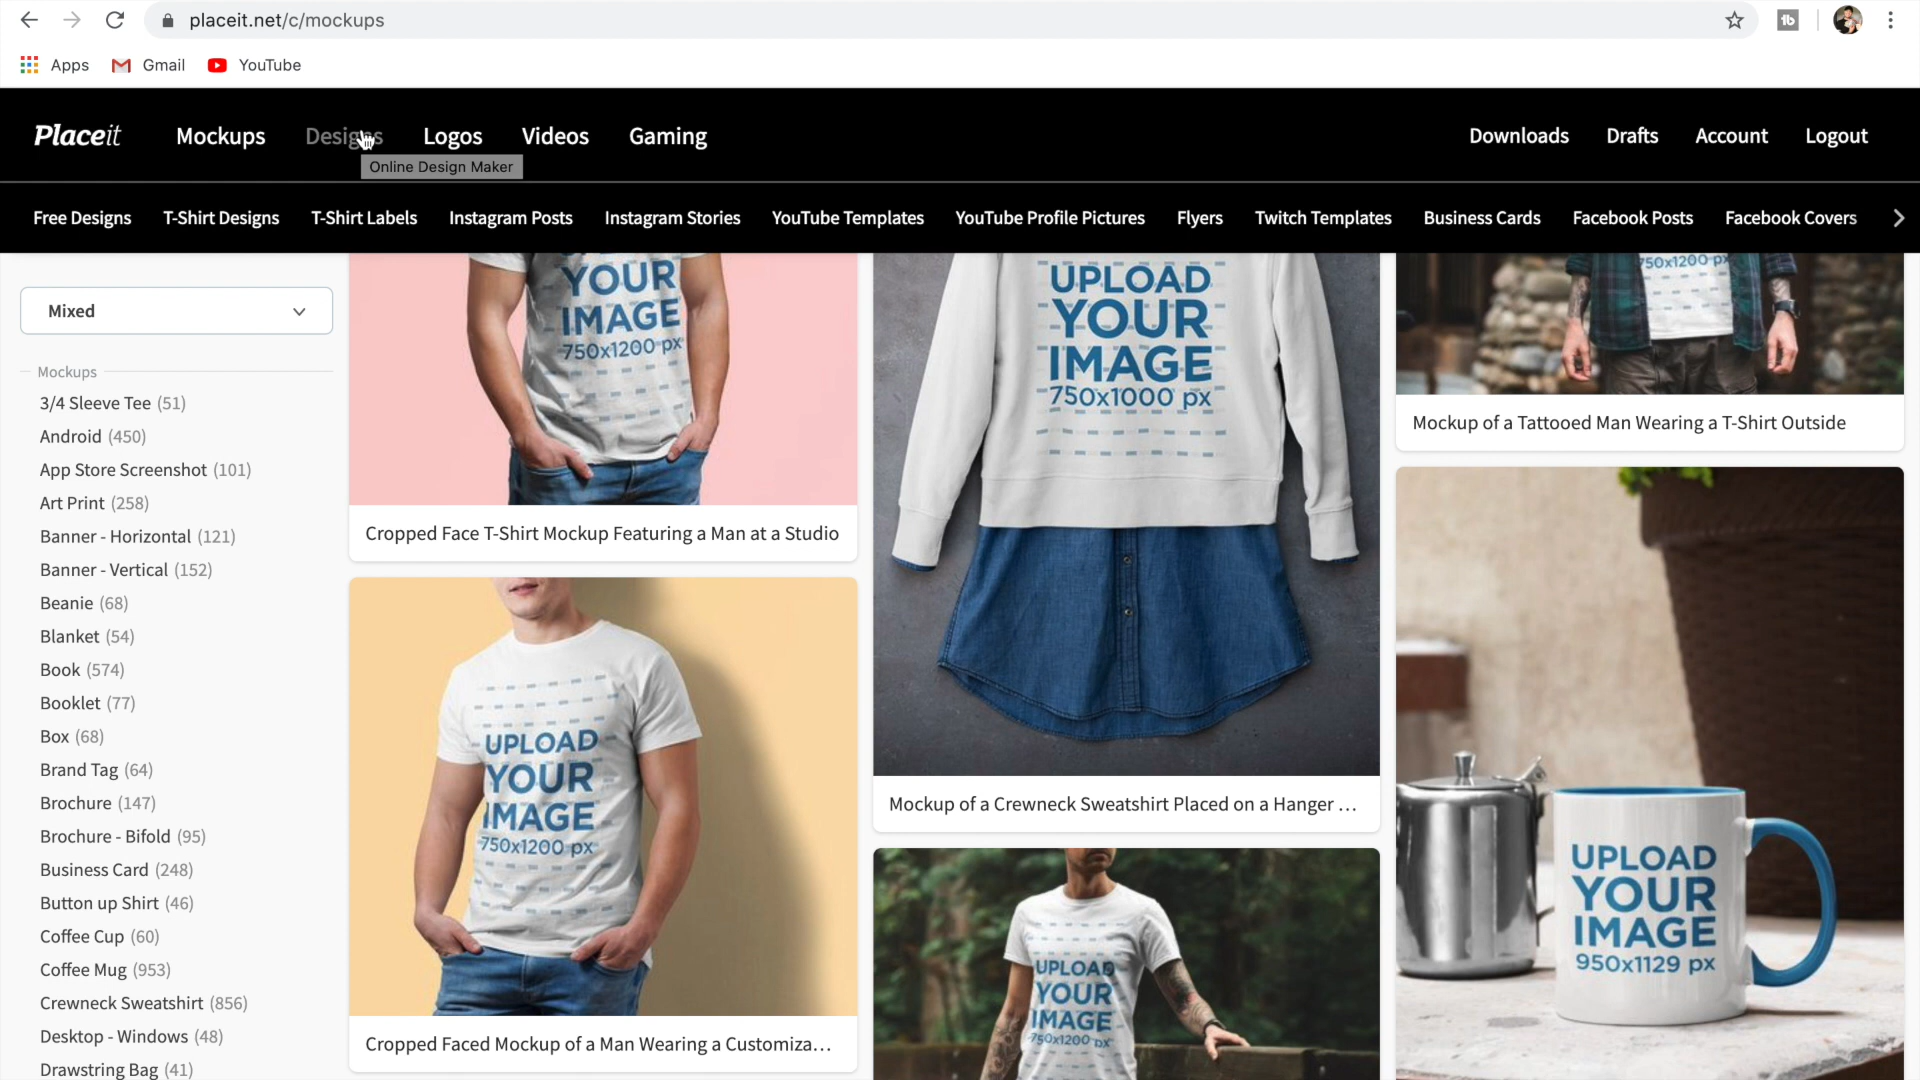 placeit.net/c/mockups
Apps
Gmail
YouTube
Placeit
Mockups
Designs
Logos
Videos
Gaming
Downloads
Drafts
Account
Logout
Online Design Maker
Free Designs
T-Shirt Designs
T-Shirt Labels
Instagram Posts
Instagram Stories
YouTube Templates
YouTube Profile Pictures
Flyers
Twitch Templates
Business Cards
Facebook Posts
Facebook Covers
Mixed
Mockups
3/4 Sleeve Tee (51)
Android (450)
App Store Screenshot (101)
Art Print (258)
Banner - Horizontal (121)
Banner - Vertical (152)
Beanie (68)
Blanket (54)
Book (574)
Booklet (77)
Box (68)
Brand Tag (64)
Brochure (147)
Brochure - Bifold (95)
Business Card (248)
Button up Shirt (46)
Coffee Cup (60)
Coffee Mug (953)
Crewneck Sweatshirt (856)
Desktop - Windows (48)
Drawstring Bag (41)
YOUR
IMAGE
750x1200 px
Cropped Face T-Shirt Mockup Featuring a Man at a Studio
UPLOAD
YOUR
IMAGE
750x1200 px
Cropped Faced Mockup of a Man Wearing a Customiza...
UPLOAD
YOUR
IMAGE
750x1000 px
Mockup of a Crewneck Sweatshirt Placed on a Hanger ...
UPLOAD
YOUR
IMAGE
750x1200 px
750x1200 px
Mockup of a Tattooed Man Wearing a T-Shirt Outside
UPLOAD
YOUR
IMAGE
950x1129 px